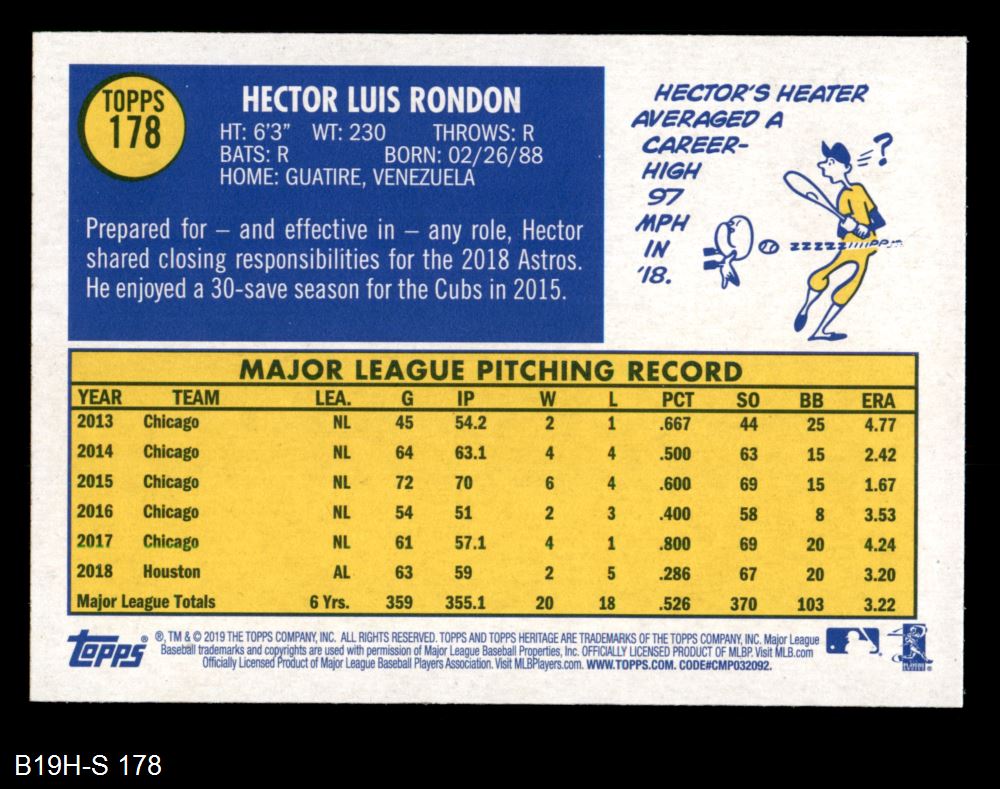 TOPPS
178
HECTOR LUIS RONDON
HT: 6'3" WT: 230 THROWS: R
BATS: R BORN: 02/26/88
HOME: GUATIRE, VENEZUELA
Prepared for – and effective in – any role, Hector
shared closing responsibilities for the 2018 Astros.
He enjoyed a 30-save season for the Cubs in 2015.
HECTOR'S HEATER
AVERAGED A
CAREER-
HIGH
97
MPH
IN
'18.
?
MAJOR LEAGUE PITCHING RECORD
YEAR TEAM LEA. G IP W L PCT SO BB ERA
2013 Chicago NL 45 54.2 2 1 .667 44 25 4.77
2014 Chicago NL 64 63.1 4 4 .500 63 15 2.42
2015 Chicago NL 72 70 6 4 .600 69 15 1.67
2016 Chicago NL 54 51 2 3 .400 58 8 3.53
2017 Chicago NL 61 57.1 4 1 .800 69 20 4.24
2018 Houston AL 63 59 2 5 .286 67 20 3.20
Major League Totals 6 Yrs. 359 355.1 20 18 .526 370 103 3.22
Topps ® ®, TM & © 2019 THE TOPPS COMPANY, INC. ALL RIGHTS RESERVED. TOPPS AND TOPPS HERITAGE ARE TRADEMARKS OF THE TOPPS COMPANY, INC. Major League
Baseball trademarks and copyrights are used with permission of Major League Baseball Properties, Inc. OFFICIALLY LICENSED PRODUCT OF MLBP. Visit MLB.com
Officially Licensed Product of Major League Baseball Players Association. Visit MLBPlayers.com. WWW.TOPPS.COM. CODE#CMP032092.
B19H-S 178